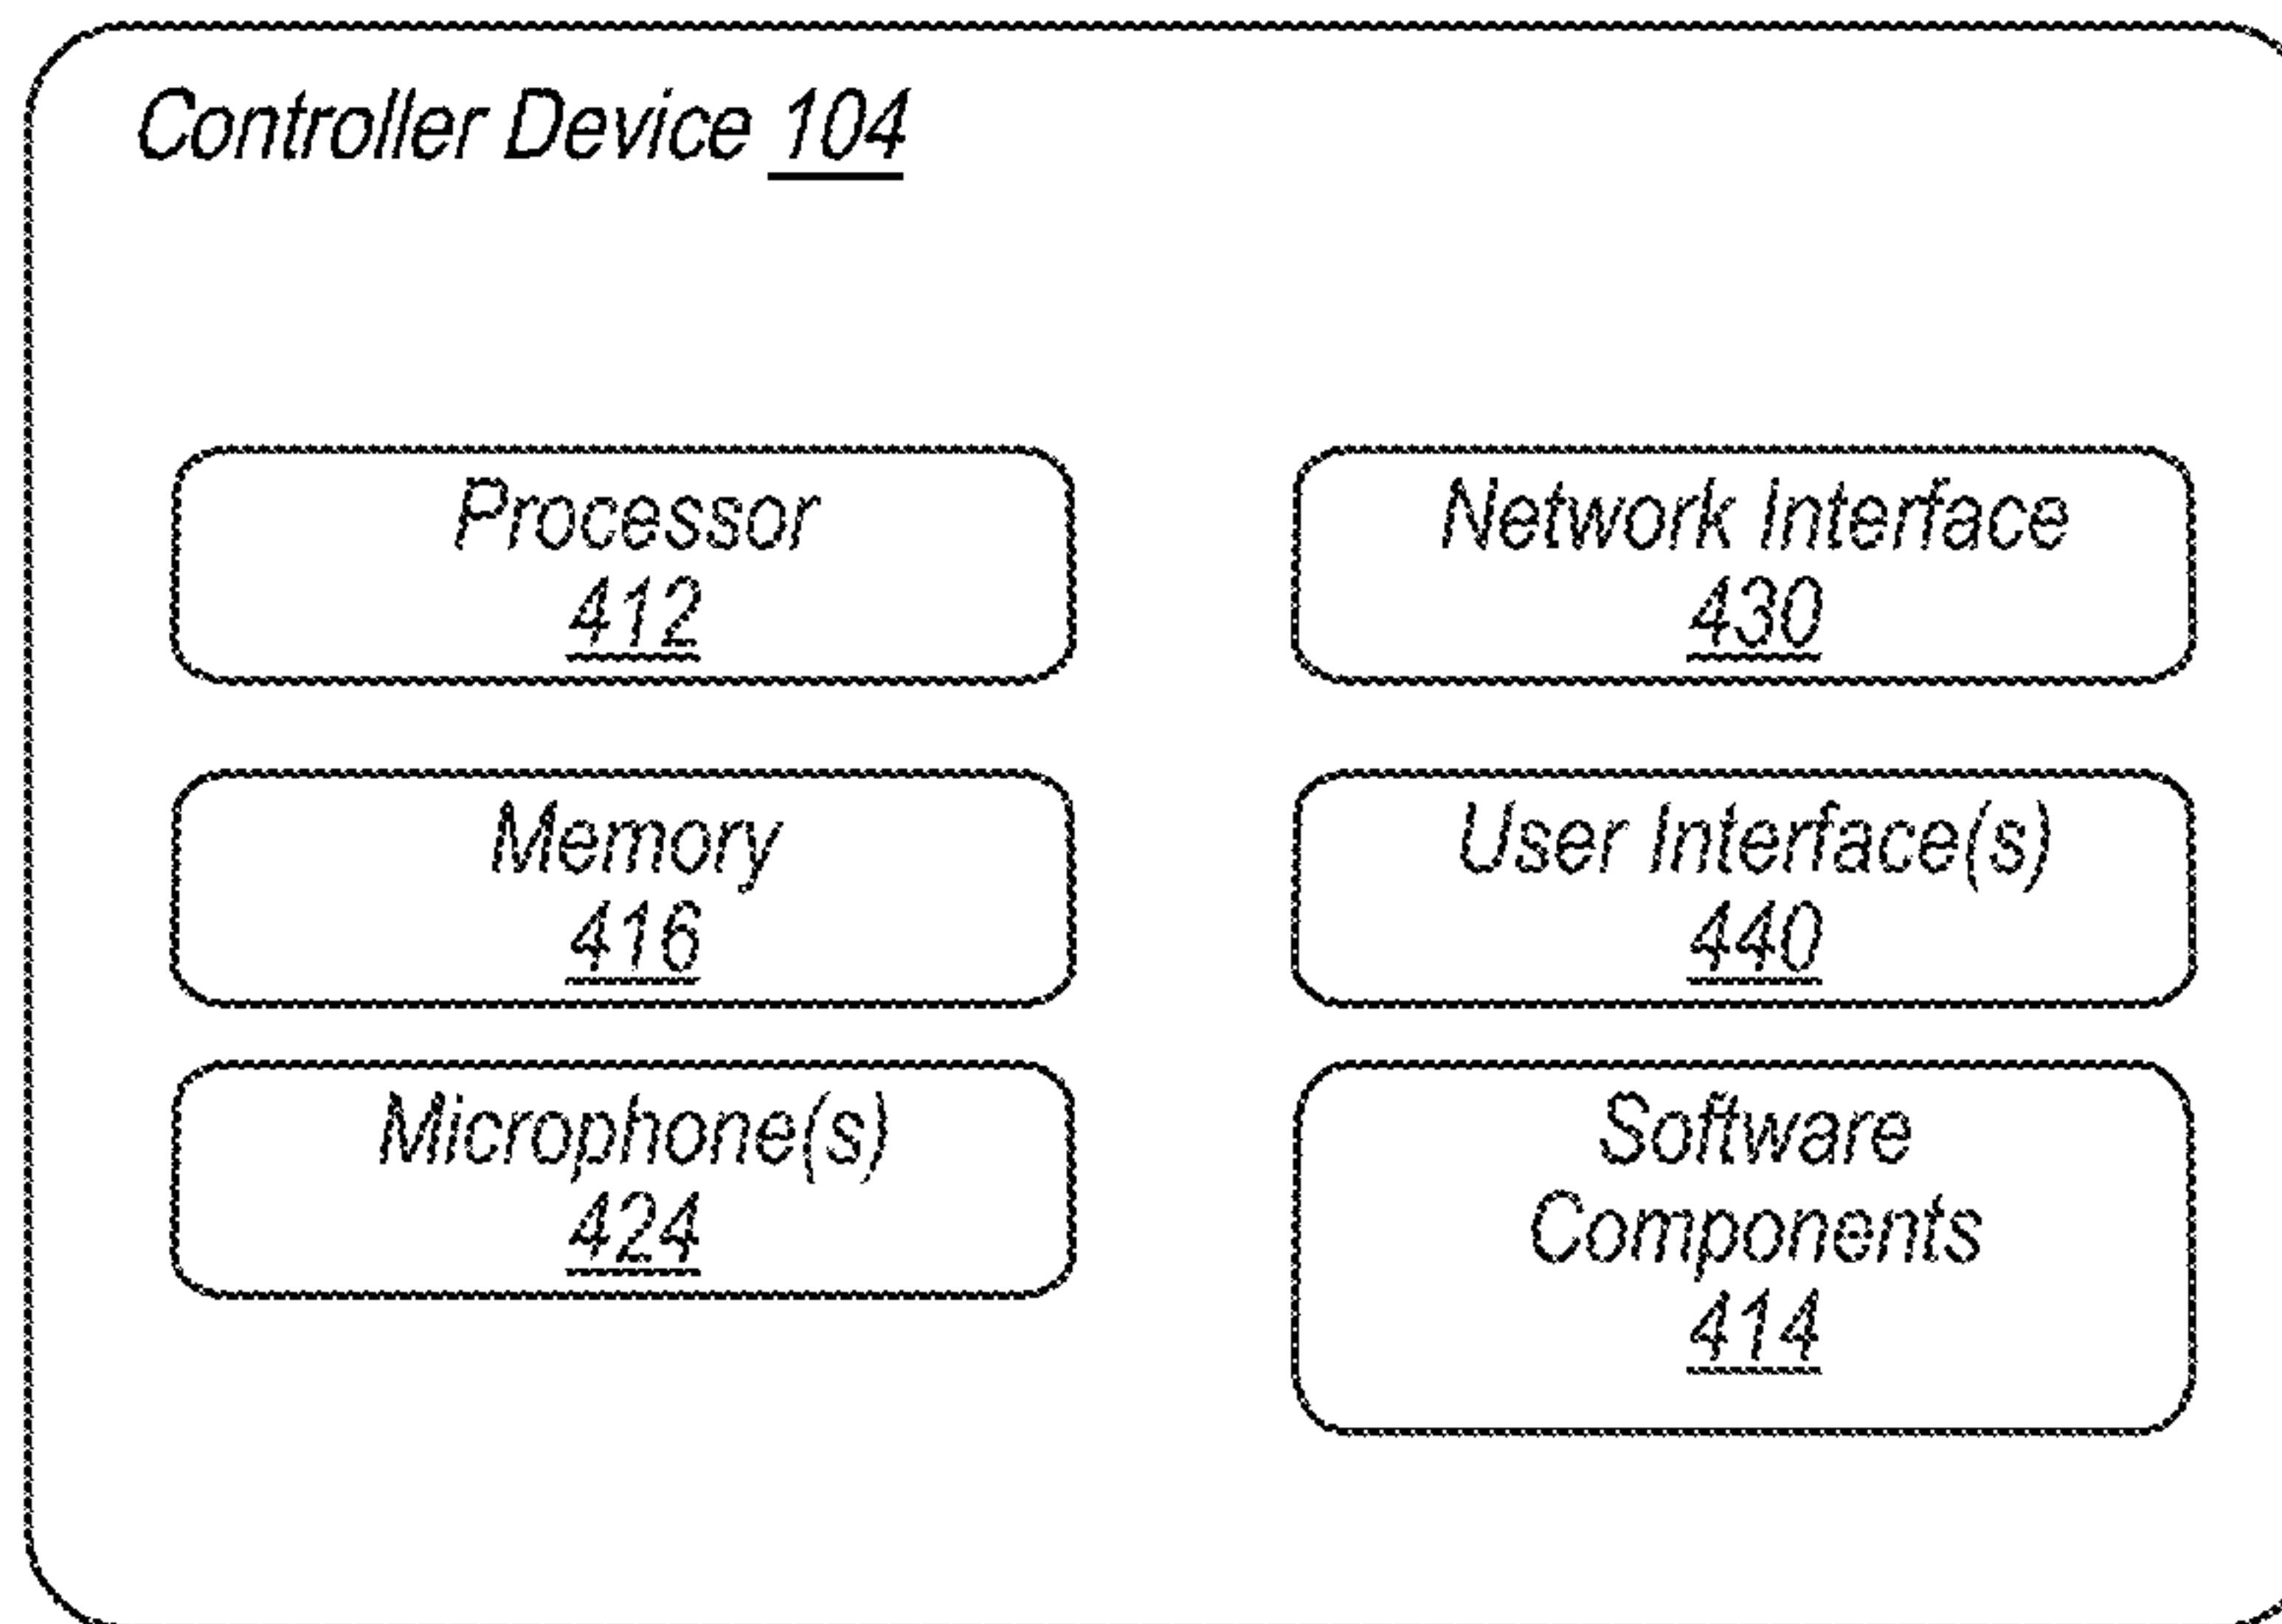 Controller Device 104
Processor
412
Network Interface
430
Memory
416
User Interface(s)
440
Microphone(s)
424
Software
Components
414